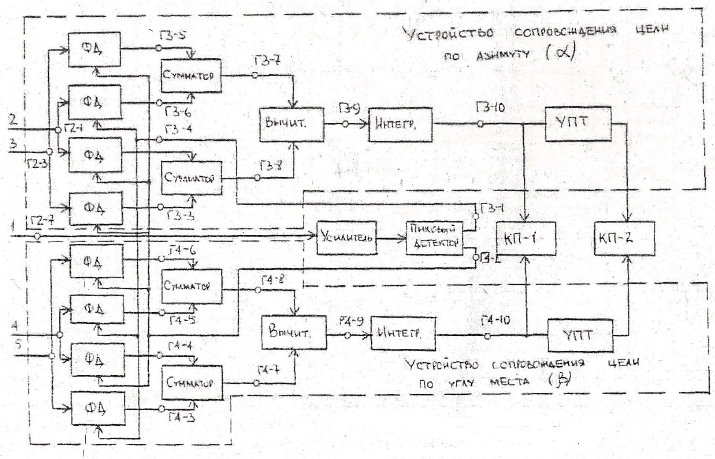 Устройство сопровождения цели
по азимуту (α)
ФД
Г3-5
Сумматор
Г3-7
ФД
Г3-6
2
Г2-1
Г3-4
3
Г2-3
Вычит.
Г3-9
Интегр.
Г3-10
УПТ
ФД
Сумматор
Г3-8
ФД
Г3-3
Г3-1
1
Г2-7
Усилитель
Пиковый
детектор
КП-1
КП-2
ФД
Г4-6
Сумматор
Г4-8
ФД
Г4-5
4
5
Вычит.
Г4-9
Интегр.
Г4-10
УПТ
ФД
Г4-4
Сумматор
Г4-7
ФД
Г4-3
Устройство сопровождения цели
по углу места (β)